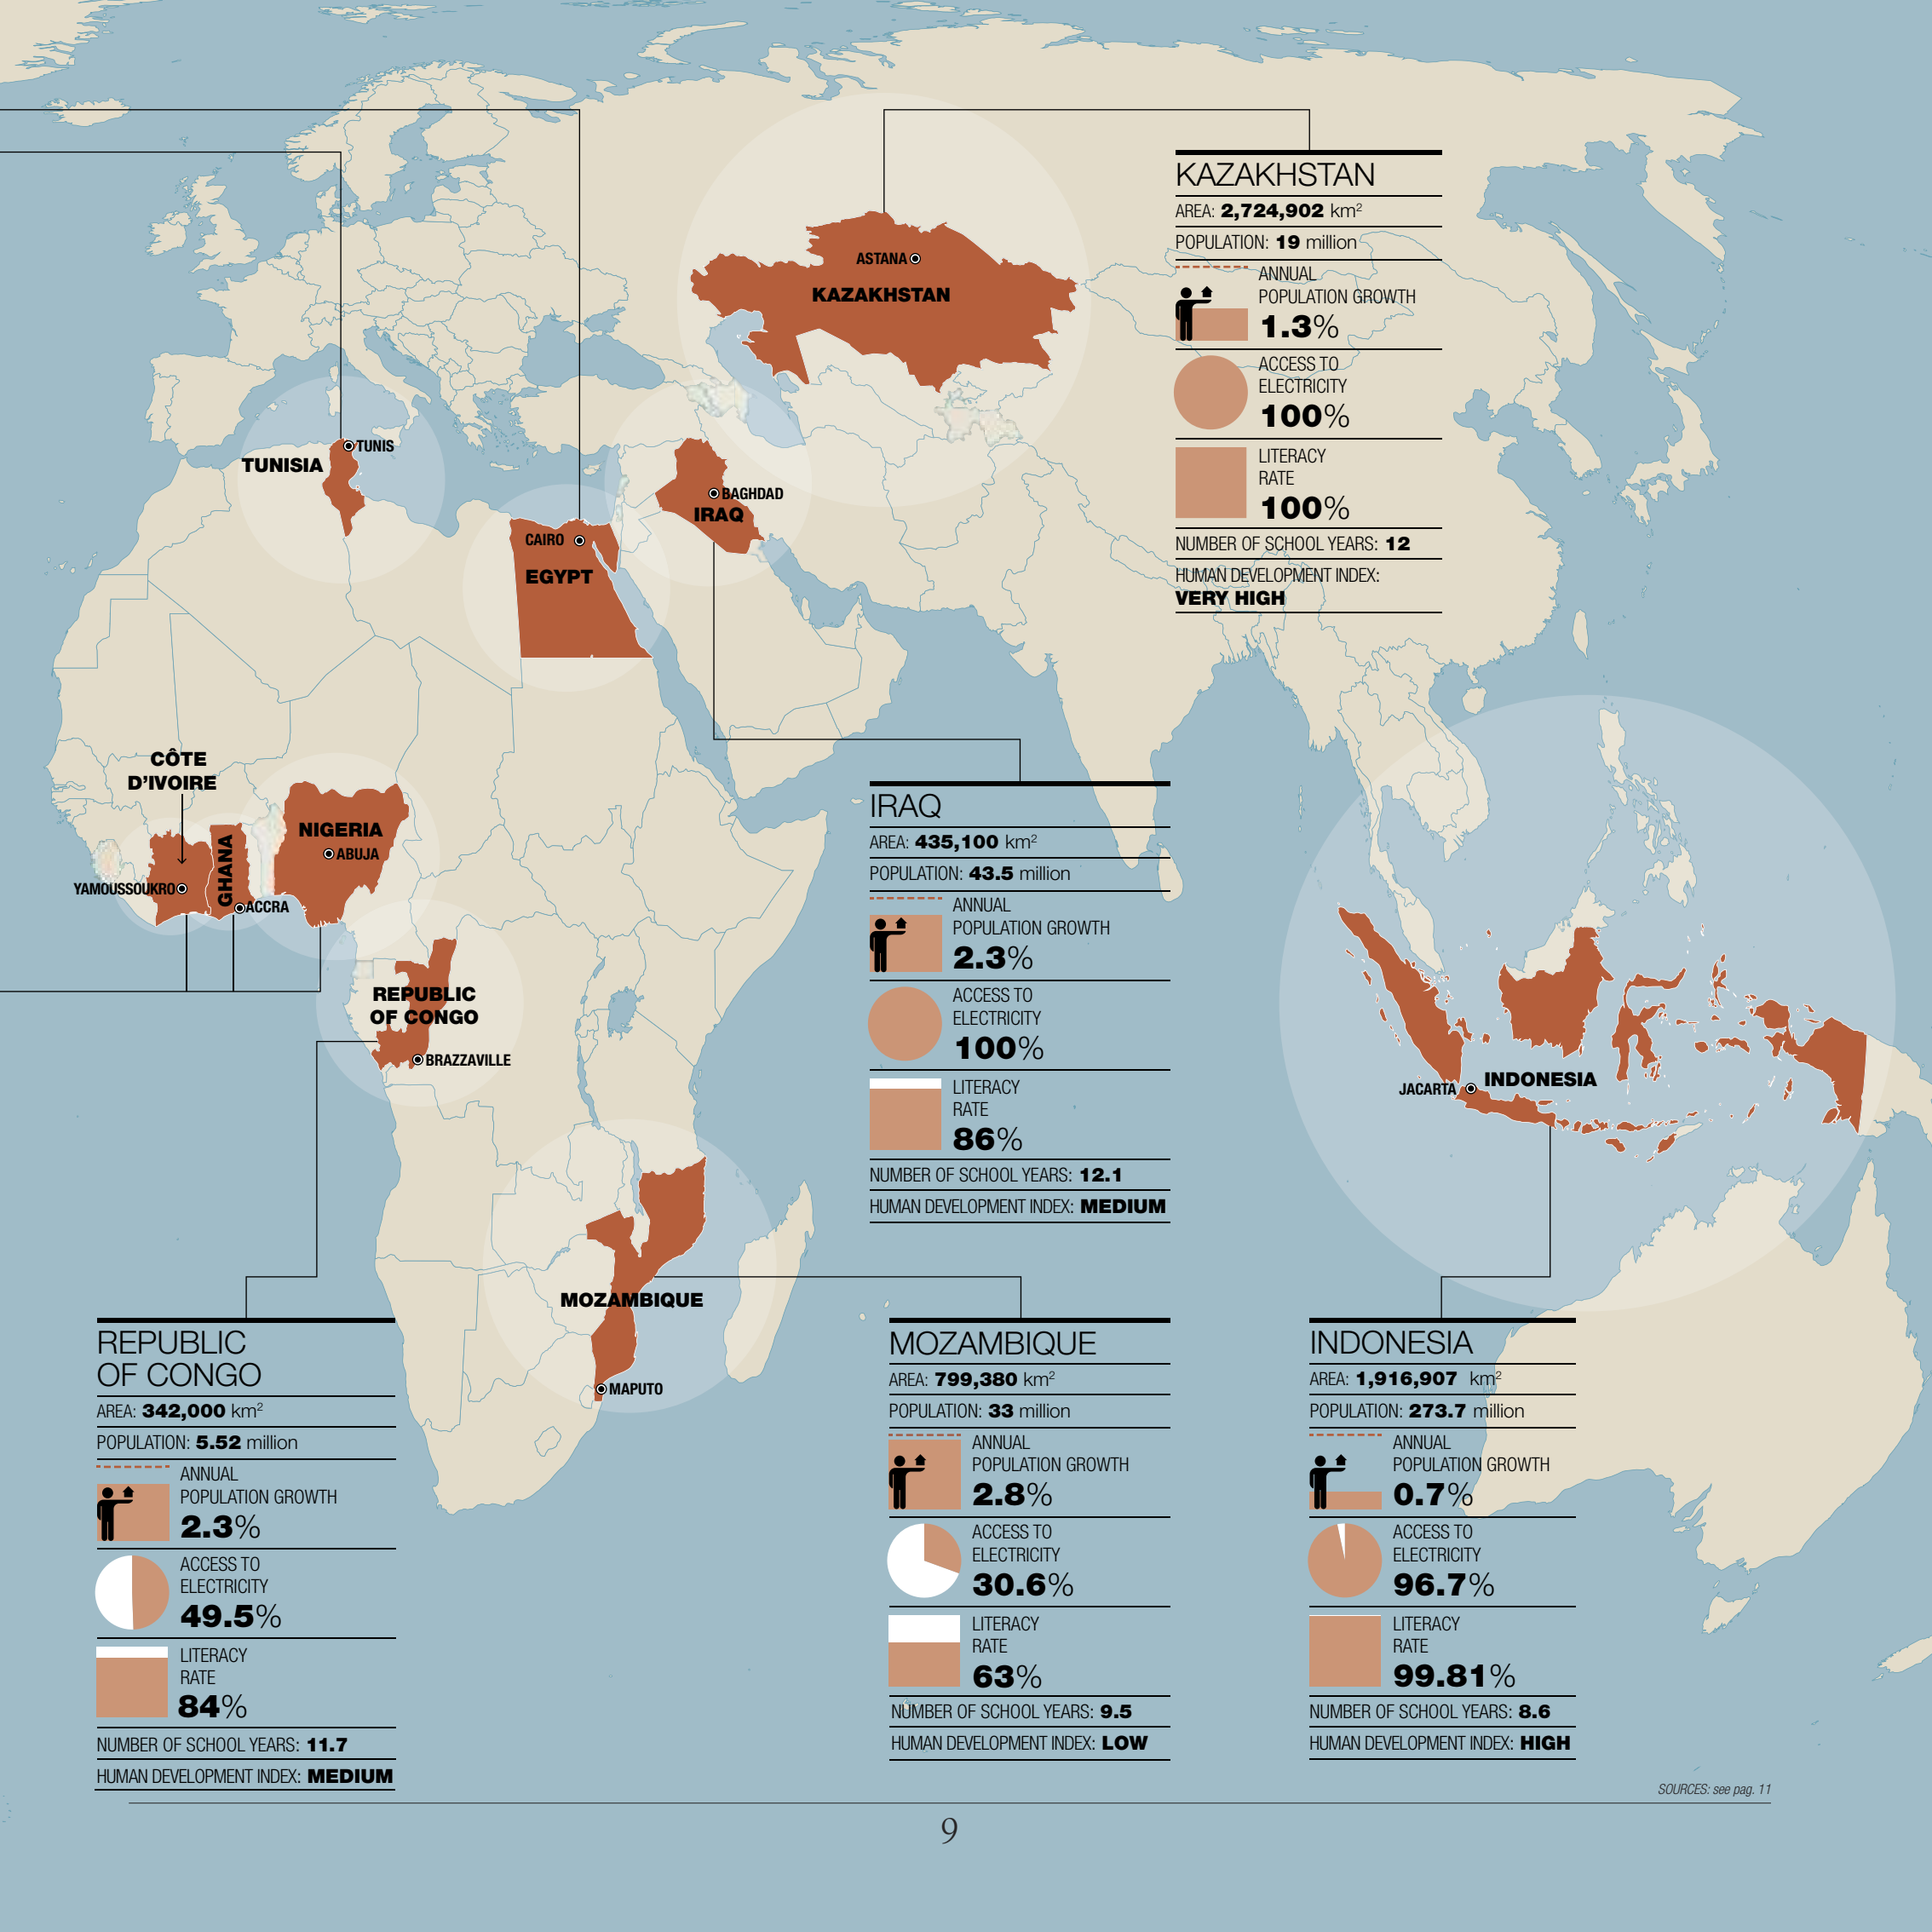 KAZAKHSTAN
AREA: 2,724,902 km²
POPULATION: 19 million
ANNUAL
POPULATION GROWTH
1.3%
ACCESS TO
ELECTRICITY
100%
LITERACY
RATE
100%
NUMBER OF SCHOOL YEARS: 12
HUMAN DEVELOPMENT INDEX:
VERY HIGH
ASTANA
KAZAKHSTAN
TUNIS
TUNISIA
BAGHDAD
IRAQ
CAIRO
EGYPT
CÔTE
D'IVOIRE
NIGERIA
ABUJA
GHANA
YAMOUSSOUKRO
ACCRA
REPUBLIC
OF CONGO
BRAZZAVILLE
MOZAMBIQUE
MAPUTO
JACARTA
INDONESIA
IRAQ
AREA: 435,100 km²
POPULATION: 43.5 million
ANNUAL
POPULATION GROWTH
2.3%
ACCESS TO
ELECTRICITY
100%
LITERACY
RATE
86%
NUMBER OF SCHOOL YEARS: 12.1
HUMAN DEVELOPMENT INDEX: MEDIUM
REPUBLIC
OF CONGO
AREA: 342,000 km²
POPULATION: 5.52 million
ANNUAL
POPULATION GROWTH
2.3%
ACCESS TO
ELECTRICITY
49.5%
LITERACY
RATE
84%
NUMBER OF SCHOOL YEARS: 11.7
HUMAN DEVELOPMENT INDEX: MEDIUM
MOZAMBIQUE
AREA: 799,380 km²
POPULATION: 33 million
ANNUAL
POPULATION GROWTH
2.8%
ACCESS TO
ELECTRICITY
30.6%
LITERACY
RATE
63%
NUMBER OF SCHOOL YEARS: 9.5
HUMAN DEVELOPMENT INDEX: LOW
INDONESIA
AREA: 1,916,907 km²
POPULATION: 273.7 million
ANNUAL
POPULATION GROWTH
0.7%
ACCESS TO
ELECTRICITY
96.7%
LITERACY
RATE
99.81%
NUMBER OF SCHOOL YEARS: 8.6
HUMAN DEVELOPMENT INDEX: HIGH
SOURCES: see pag. 11
9